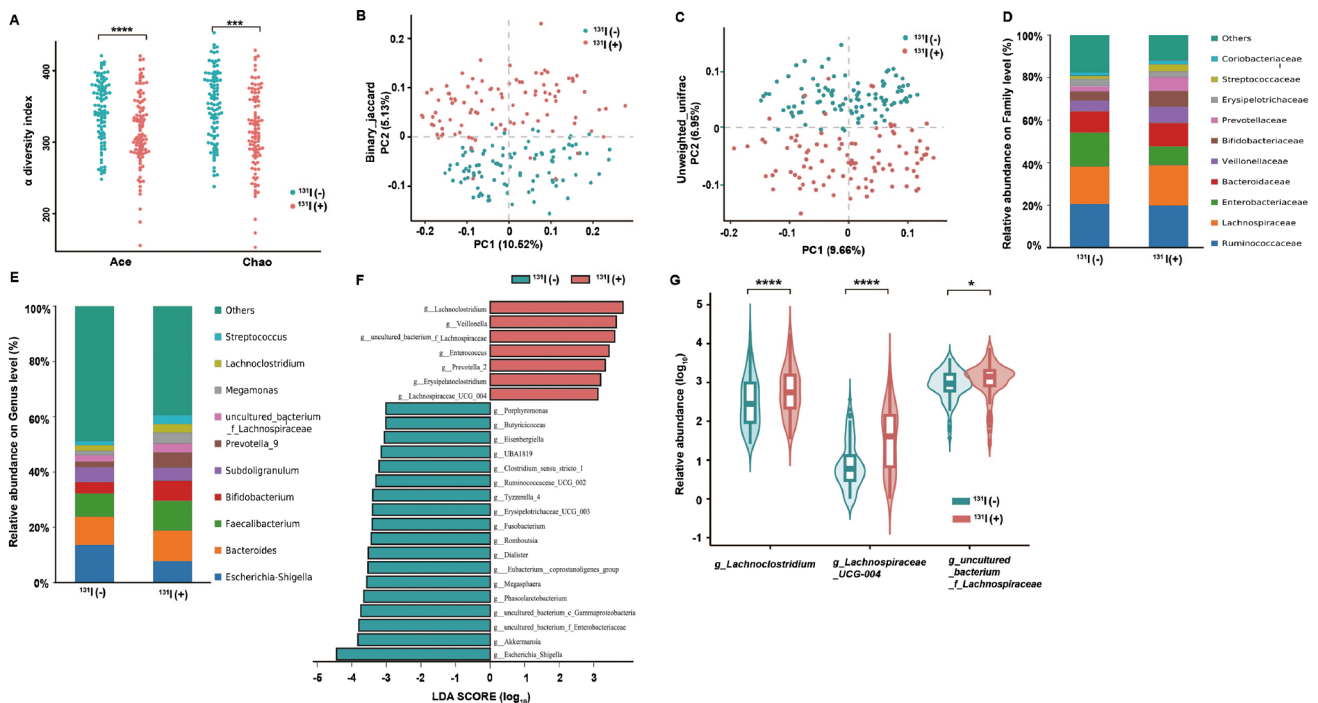 A
****
***
α diversity index
400
300
200
Ace
Chao
¹³¹I (-)
¹³¹I (+)
B
¹³¹I (-)
¹³¹I (+)
Binary_jaccard
PC2 (5.13%)
0.2
0.1
0
-0.1
-0.2
-0.1
0
0.1
0.2
PC1 (10.52%)
C
¹³¹I (-)
¹³¹I (+)
Unweighted_unifrac
PC2 (6.95%)
0.1
0
-0.1
-0.2
-0.1
0
0.1
PC1 (9.66%)
D
Relative abundance on Family level (%)
100%
80%
60%
40%
20%
0%
¹³¹I (-)
¹³¹I (+)
Others
Coriobacteriaceae
Streptococcaceae
Erysipelotrichaceae
Prevotellaceae
Bifidobacteriaceae
Veillonellaceae
Bacteroidaceae
Enterobacteriaceae
Lachnospiraceae
Ruminococcaceae
E
Relative abundance on Genus level (%)
100%
80%
60%
40%
20%
0%
¹³¹I (-)
¹³¹I (+)
Others
Streptococcus
Lachnoclostridium
Megamonas
uncultured_bacterium
_f_Lachnospiraceae
Prevotella_9
Subdoligranulum
Bifidobacterium
Faecalibacterium
Bacteroides
Escherichia-Shigella
F
¹³¹I (-)
¹³¹I (+)
g__Lachnoclostridium
g__Veillonella
g__uncultured_bacterium_f_Lachnospiraceae
g__Enterococcus
g__Prevotella_2
g__Erysipelatoclostridium
g__Lachnospiraceae_UCG_004
g__Porphyromonas
g__Butyricicoccus
g__Eisenbergiella
g__UBA1819
g__Clostridium_sensu_stricto_1
g__Ruminococcaceae_UCG_002
g__Tyzzerella_4
g__Erysipelotrichaceae_UCG_003
g__Fusobacterium
g__Romboutsia
g__Dialister
g__Eubacterium__coprostanoligenes_group
g__Megasphaera
g__Phascolarctobacterium
g__uncultured_bacterium_c_Gammaproteobacteria
g__uncultured_bacterium_f_Enterobacteriaceae
g__Akkermansia
g__Escherichia_Shigella
-5 -4 -3 -2 -1 0 1 2 3
LDA SCORE (log₁₀)
G
****
****
*
Relative abundance (log₁₀)
5
4
3
2
1
0
-1
¹³¹I (-)
¹³¹I (+)
g_Lachnoclostridium
g_Lachnospiraceae
_UCG-004
g_uncultured
_bacterium
_f_Lachnospiraceae